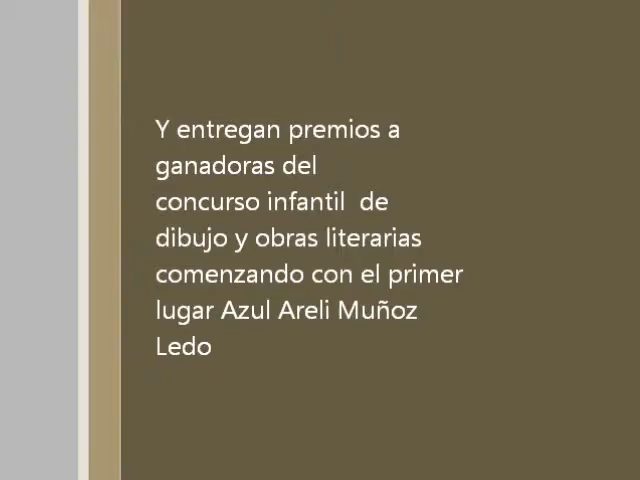 Y entregan premios a
ganadoras del
concurso infantil  de
dibujo y obras literarias
comenzando con el primer
lugar Azul Areli Muñoz
Ledo